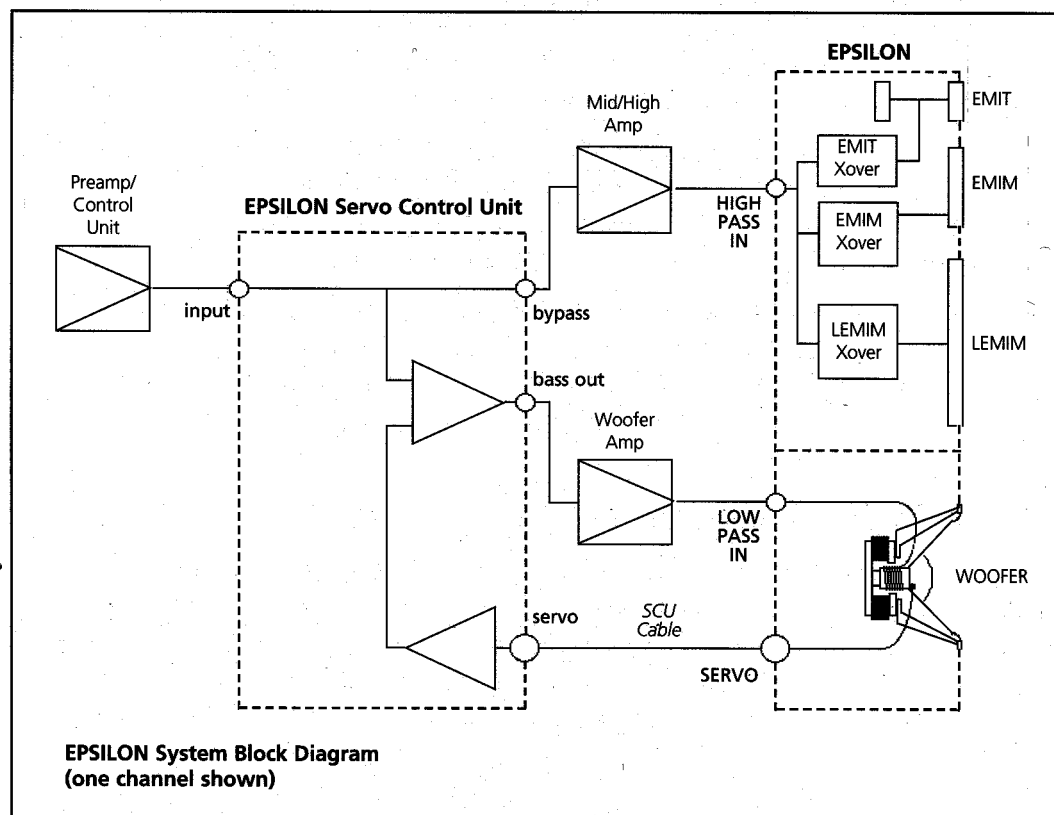 EPSILON
EMIT
Mid/High
Amp
EMIT
Xover
EMIM
Preamp/
Control
Unit
EPSILON Servo Control Unit
HIGH
PASS
IN
EMIM
Xover
input
bypass
LEMIM
Xover
LEMIM
bass out
Woofer
Amp
LOW
PASS
IN
WOOFER
servo
SCU
Cable
SERVO
EPSILON System Block Diagram
(one channel shown)